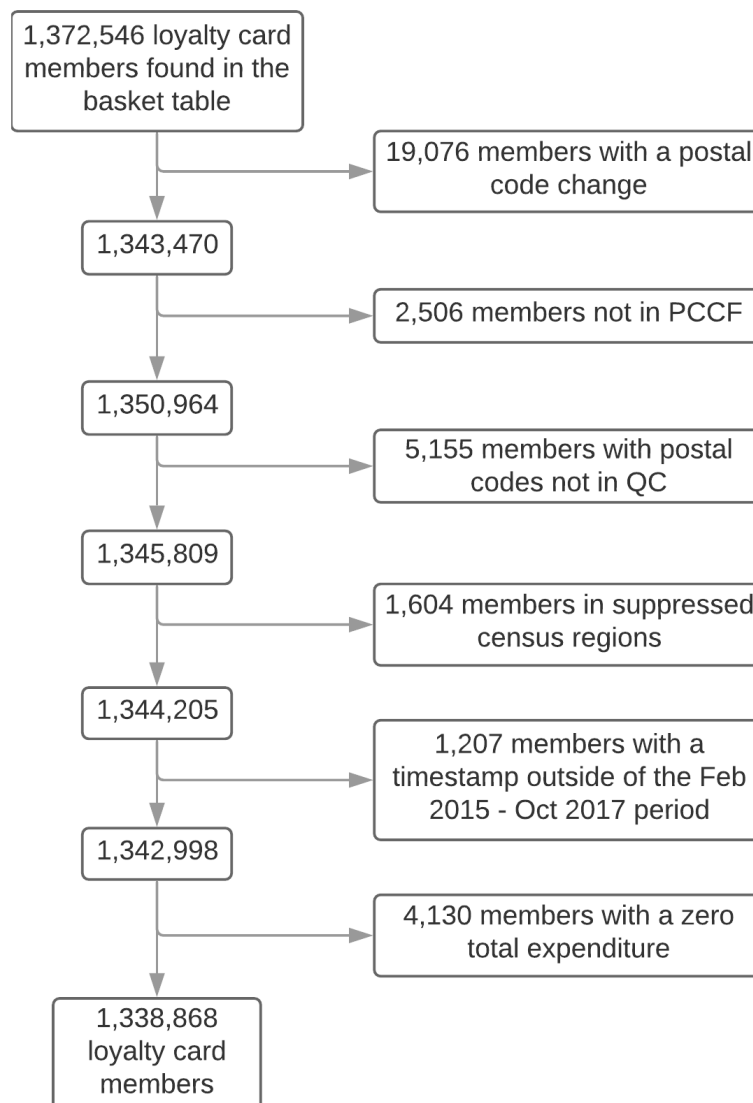 1,372,546 loyalty card
members found in the
basket table
19,076 members with a postal
code change
1,343,470
2,506 members not in PCCF
1,350,964
5,155 members with postal
codes not in QC
1,345,809
1,604 members in suppressed
census regions
1,344,205
1,207 members with a
timestamp outside of the Feb
2015 - Oct 2017 period
1,342,998
4,130 members with a zero
total expenditure
1,338,868
loyalty card
members